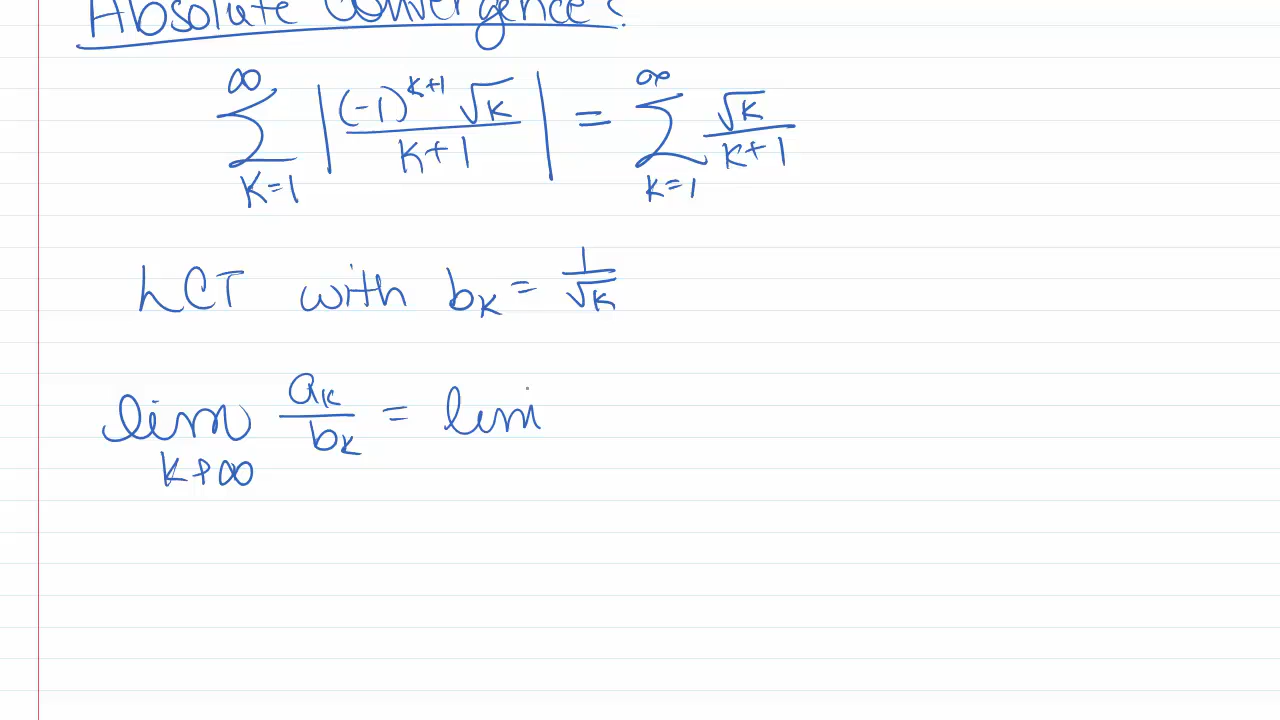 Absolute Convergence?
∞ ∑ K=1 | (-1)^{k+1} √k / k+1 | = ∞ ∑ k=1 √k / k+1
LCT with b_k = 1/√k
lim k→∞ a_k / b_k = lim